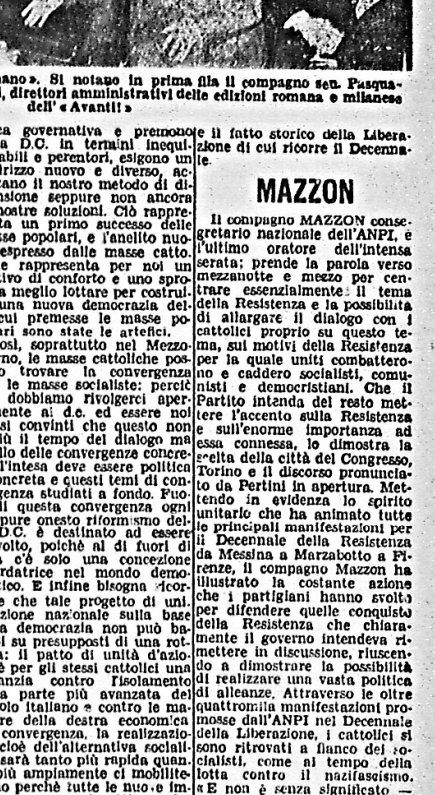 nano». Si notano in prima fila il compagno sen. Pasqua-
i, direttori amministrativi delle edizioni romana e milanese
dell'«Avanti!»
ca governativa e premono
a D.C. in termini inequi-
abili e perentori, esigono un
irizzo nuovo e diverso, ac-
tano il nostro metodo di di-
nsione seppure non ancora
nostre soluzioni. Ciò rappre-
ta un primo successo delle
sse popolari, e l'anelito nuo-
espresso dalle masse catto-
e rappresenta per noi un
tivo di conforto e uno spro-
a meglio lottare per costrui-
una nuova democrazia del-
cui premesse le masse po-
ari sono state le artefici.
osì, soprattutto nel Mezzo-
rno, le masse cattoliche pos-
o trovare la convergenza
le masse socialiste: perciò
dobbiamo rivolgerci aper-
mente ai d.c. ed essere noi
si convinti che questo non
iù il tempo del dialogo ma
llo delle convergenze concre-
l'intesa deve essere politica
oncreta e questi temi di con-
genza studiati a fondo. Fuo-
di questa convergenza ogni
pure onesto riformismo del-
D.C. è destinato ad essere
volto, poichè al di fuori di
a c'è solo una concezione
rdatrice nel mondo demo-
tico. E infine bisogna ricor-
e che tale progetto di uni-
zione nazionale sulla base
a democrazia non può ba-
si su presupposti di una rot-
a: il patto di unità d'azio-
è per gli stessi cattolici una
anzia contro l'isolamento
a parte più avanzata del
olo italiano e contro le ma-
re della destra economica
convergenza, la realizzazio-
cioè dell'alternativa sociali-
sarà tanto più rapida quan-
più ampiamente ci mobilite-
no perchè tutte le nuove im-
e il fatto storico della Libera-
zione di cui ricorre il Decenna-
le.
MAZZON
Il compagno MAZZON conse-
gretario nazionale dell'ANPI, è
l'ultimo oratore dell'intensa
serata; prende la parola verso
mezzanotte e mezzo per cen-
trare essenzialmente il tema
della Resistenza e la possibilità
di allargare il dialogo con i
cattolici proprio su questo te-
ma, sui motivi della Resistenza
per la quale uniti combattero-
no e caddero socialisti, comu-
nisti e democristiani. Che il
Partito intenda del resto met-
tere l'accento sulla Resistenza
e sull'enorme importanza ad
essa connessa, lo dimostra la
scelta della città del Congresso,
Torino e il discorso pronuncia-
to da Pertini in apertura. Met-
tendo in evidenza lo spirito
unitario che ha animato tutte
le principali manifestazioni per
il Decennale della Resistenza
da Messina a Marzabotto a Fi-
renze, il compagno Mazzon ha
illustrato la costante azione
che i partigiani hanno svolto
per difendere quelle conquiste
della Resistenza che chiara-
mente il governo intendeva ri-
mettere in discussione, riuscen-
do a dimostrare la possibilità
di realizzare una vasta politica
di alleanze. Attraverso le oltre
quattromila manifestazioni pro-
mosse dall'ANPI nel Decennale
della Liberazione, i cattolici si
sono ritrovati a fianco dei so-
cialisti, come al tempo della
lotta contro il nazifascismo.
«E non è senza significato —